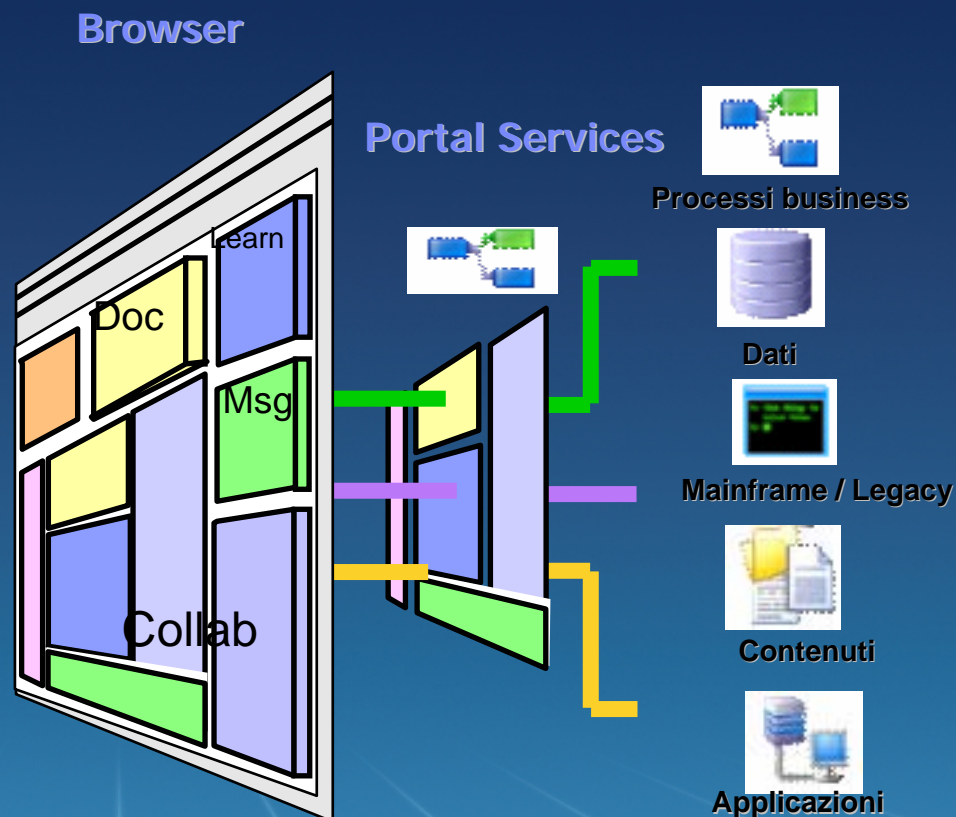 Browser
Portal Services
Processi business
Learn
Doc
Dati
Msg
Mainframe / Legacy
Collab
Contenuti
Applicazioni